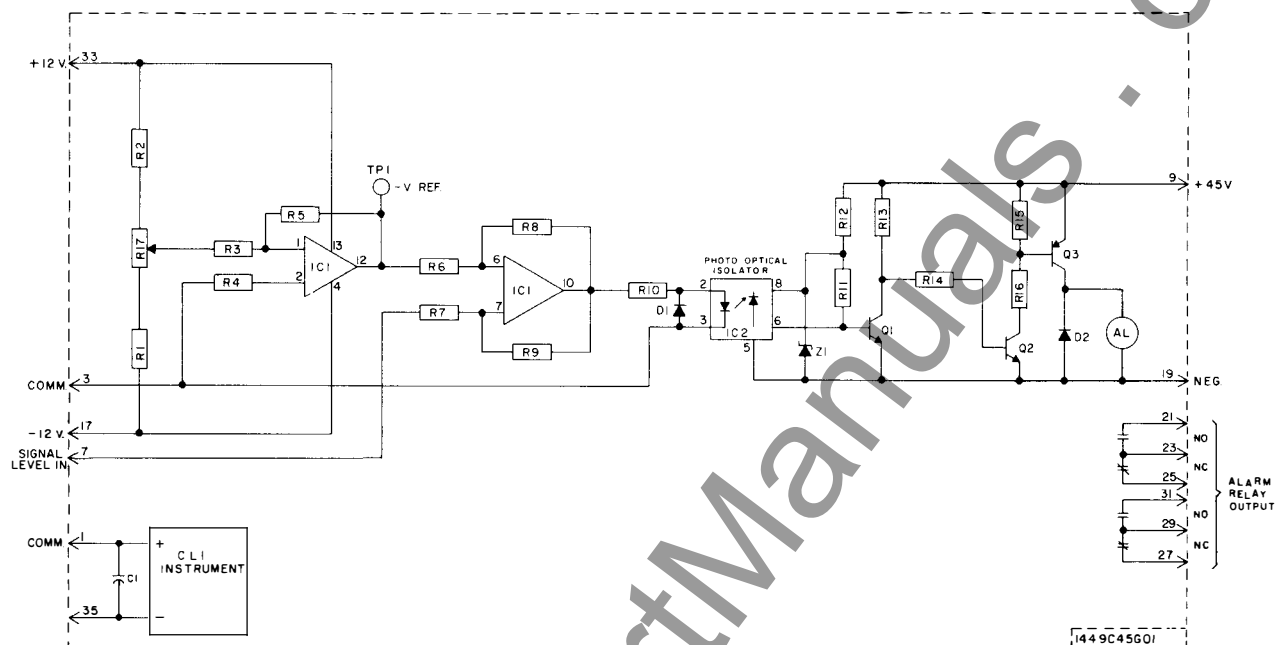 +12V. 33
R2
R17
R1
R3
R4
R5
1
2
13
12
4
IC1
TP1
-V REF.
R6
R7
R8
R9
6
7
10
IC1
R10
D1
PHOTO OPTICAL
ISOLATOR
2
3
8
6
5
IC2
Z1
R12
R11
R13
Q1
R14
R15
R16
Q2
Q3
D2
AL
9 +45V
19 NEG.
COMM. 3
-12V. 17
SIGNAL
LEVEL IN 7
COMM 1
35
C1
+
CLI
INSTRUMENT
-
21
NO
23
NC
25
31
NO
29
NC
27
ALARM
RELAY
OUTPUT
1449C45G01
rtManuals . c